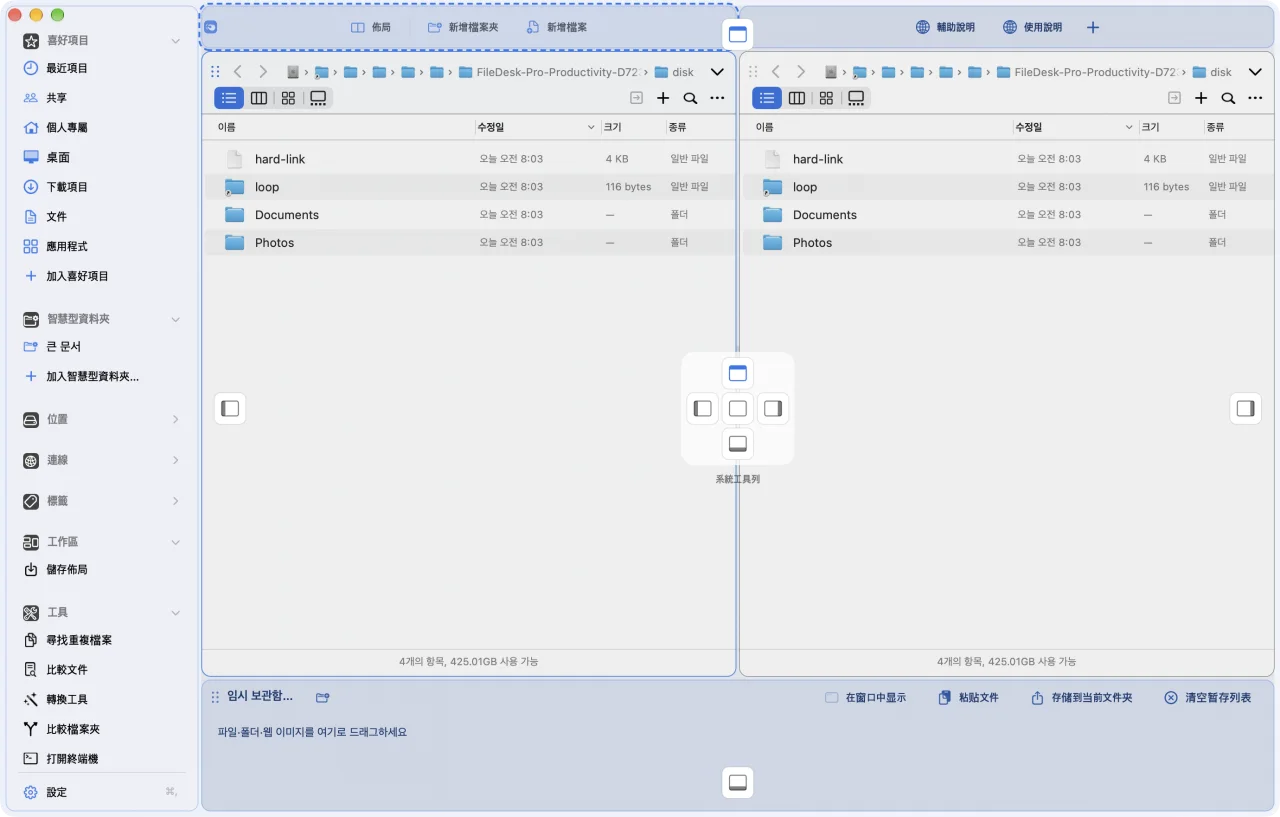 喜好項目
最近項目
共享
個人專屬
桌面
下載項目
文件
應用程式
加入喜好項目
智慧型資料夾
큰 문서
加入智慧型資料夾...
位置
連線
標籤
工作區
儲存佈局
工具
尋找重複檔案
比較文件
轉換工具
比較檔案夾
打開終端機
設定 ⌘,
佈局 新增檔案夾 新增檔案 輔助說明 使用說明
FileDesk-Pro-Productivity-D72 › disk
이름 수정일 크기 종류
hard-link 오늘 오전 8:03 4 KB 일반 파일
loop 오늘 오전 8:03 116 bytes 일반 파일
Documents 오늘 오전 8:03 — 폴더
Photos 오늘 오전 8:03 — 폴더
4개의 항목, 425.01GB 사용 가능
FileDesk-Pro-Productivity-D72 › disk
이름 수정일 크기 종류
hard-link 오늘 오전 8:03 4 KB 일반 파일
loop 오늘 오전 8:03 116 bytes 일반 파일
Documents 오늘 오전 8:03 — 폴더
Photos 오늘 오전 8:03 — 폴더
4개의 항목, 425.01GB 사용 가능
系統工具列
임시 보관함... 在窗口中显示 粘贴文件 存储到当前文件夹 清空暂存列表
파일·폴더·웹 이미지를 여기로 드래그하세요